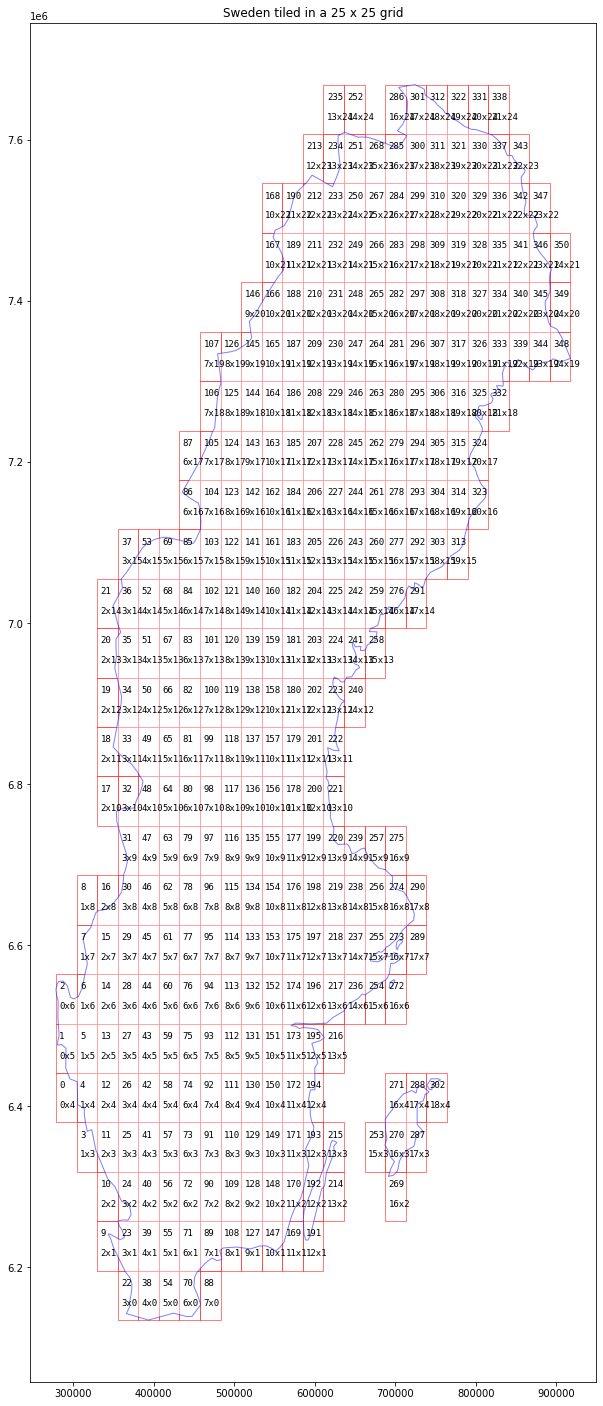 Sweden tiled in a 25 x 25 grid
1e6
235 252 286 301 312 322 331 338
13x24 14x24 16x24 17x24 18x24 19x24 20x24 21x24
7.6
213 234 251 268 285 300 311 321 330 337 343
12x23 13x23 14x23 15x23 16x23 17x23 18x23 19x23 20x23 21x23 22x23
168 190 212 233 250 267 284 299 310 320 329 336 342 347
10x22 11x22 12x22 13x22 14x22 15x22 16x22 17x22 18x22 19x22 20x22 21x22 22x22 23x22
167 189 211 232 249 266 283 298 309 319 328 335 341 346 350
10x21 11x21 12x21 13x21 14x21 15x21 16x21 17x21 18x21 19x21 20x21 21x21 22x21 23x21 24x21
7.4
146 166 188 210 231 248 265 282 297 308 318 327 334 340 345 349
9x20 10x20 11x20 12x20 13x20 14x20 15x20 16x20 17x20 18x20 19x20 20x20 21x20 22x20 23x20 24x20
107 126 145 165 187 209 230 247 264 281 296 307 317 326 333 339 344 348
7x19 8x19 9x19 10x19 11x19 12x19 13x19 14x19 15x19 16x19 17x19 18x19 19x19 20x19 21x19 22x19 23x19 24x19
106 125 144 164 186 208 229 246 263 280 295 306 316 325 332
7x18 8x18 9x18 10x18 11x18 12x18 13x18 14x18 15x18 16x18 17x18 18x18 19x18 20x18 21x18
7.2
87 105 124 143 163 185 207 228 245 262 279 294 305 315 324
6x17 7x17 8x17 9x17 10x17 11x17 12x17 13x17 14x17 15x17 16x17 17x17 18x17 19x17 20x17
86 104 123 142 162 184 206 227 244 261 278 293 304 314 323
6x16 7x16 8x16 9x16 10x16 11x16 12x16 13x16 14x16 15x16 16x16 17x16 18x16 19x16 20x16
37 53 69 85 103 122 141 161 183 205 226 243 260 277 292 303 313
3x15 4x15 5x15 6x15 7x15 8x15 9x15 10x15 11x15 12x15 13x15 14x15 15x15 16x15 17x15 18x15 19x15
21 36 52 68 84 102 121 140 160 182 204 225 242 259 276 291
2x14 3x14 4x14 5x14 6x14 7x14 8x14 9x14 10x14 11x14 12x14 13x14 14x14 15x14 16x14 17x14
7.0
20 35 51 67 83 101 120 139 159 181 203 224 241 258
2x13 3x13 4x13 5x13 6x13 7x13 8x13 9x13 10x13 11x13 12x13 13x13 14x13 15x13
19 34 50 66 82 100 119 138 158 180 202 223 240
2x12 3x12 4x12 5x12 6x12 7x12 8x12 9x12 10x12 11x12 12x12 13x12 14x12
18 33 49 65 81 99 118 137 157 179 201 222
2x11 3x11 4x11 5x11 6x11 7x11 8x11 9x11 10x11 11x11 12x11 13x11
6.8
17 32 48 64 80 98 117 136 156 178 200 221
2x10 3x10 4x10 5x10 6x10 7x10 8x10 9x10 10x10 11x10 12x10 13x10
31 47 63 79 97 116 135 155 177 199 220 239 257 275
3x9 4x9 5x9 6x9 7x9 8x9 9x9 10x9 11x9 12x9 13x9 14x9 15x9 16x9
8 16 30 46 62 78 96 115 134 154 176 198 219 238 256 274 290
1x8 2x8 3x8 4x8 5x8 6x8 7x8 8x8 9x8 10x8 11x8 12x8 13x8 14x8 15x8 16x8 17x8
6.6
7 15 29 45 61 77 95 114 133 153 175 197 218 237 255 273 289
1x7 2x7 3x7 4x7 5x7 6x7 7x7 8x7 9x7 10x7 11x7 12x7 13x7 14x7 15x7 16x7 17x7
2 6 14 28 44 60 76 94 113 132 152 174 196 217 236 254 272
0x6 1x6 2x6 3x6 4x6 5x6 6x6 7x6 8x6 9x6 10x6 11x6 12x6 13x6 14x6 15x6 16x6
1 5 13 27 43 59 75 93 112 131 151 173 195 216
0x5 1x5 2x5 3x5 4x5 5x5 6x5 7x5 8x5 9x5 10x5 11x5 12x5 13x5
0 4 12 26 42 58 74 92 111 130 150 172 194 271 288 302
0x4 1x4 2x4 3x4 4x4 5x4 6x4 7x4 8x4 9x4 10x4 11x4 12x4 16x4 17x4 18x4
6.4
3 11 25 41 57 73 91 110 129 149 171 193 215 253 270 287
1x3 2x3 3x3 4x3 5x3 6x3 7x3 8x3 9x3 10x3 11x3 12x3 13x3 15x3 16x3 17x3
10 24 40 56 72 90 109 128 148 170 192 214 269
2x2 3x2 4x2 5x2 6x2 7x2 8x2 9x2 10x2 11x2 12x2 13x2 16x2
9 23 39 55 71 89 108 127 147 169 191
2x1 3x1 4x1 5x1 6x1 7x1 8x1 9x1 10x1 11x1 12x1
6.2
22 38 54 70 88
3x0 4x0 5x0 6x0 7x0
300000 400000 500000 600000 700000 800000 900000